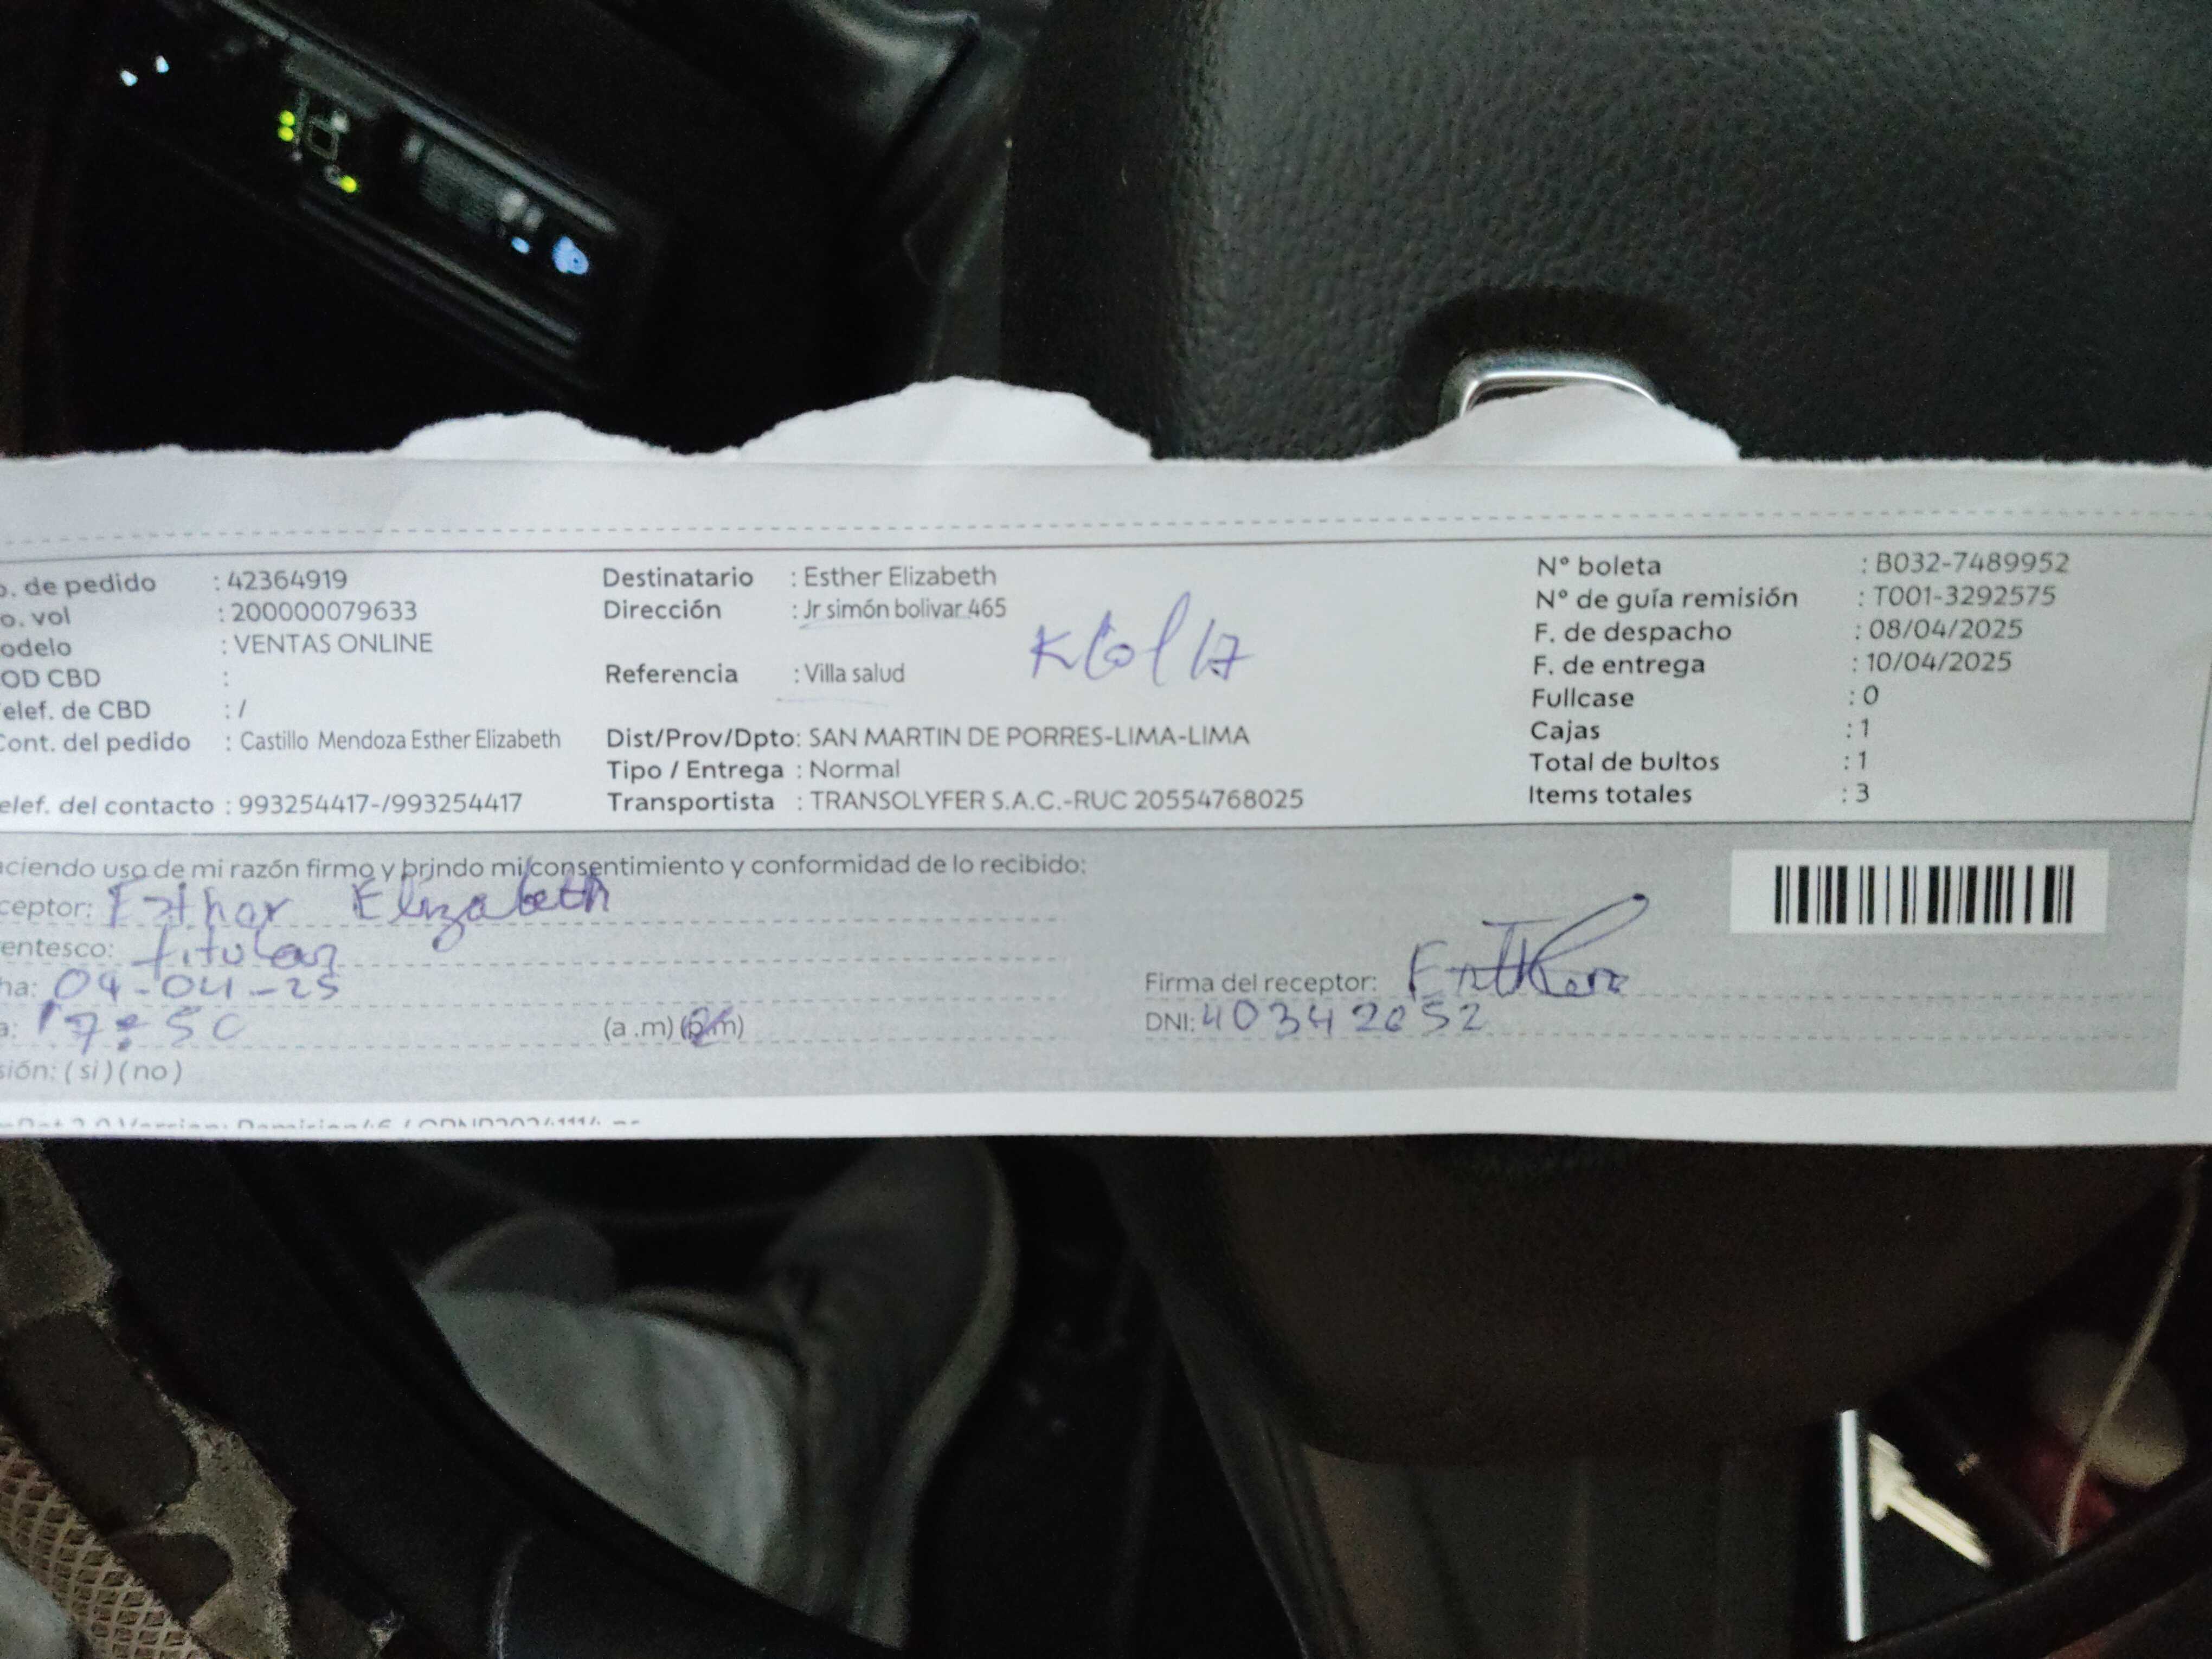 o. de pedido : 42364919
o. vol : 200000079633
odelo : VENTAS ONLINE
OD CBD :
elef. de CBD : /
Cont. del pedido : Castillo Mendoza Esther Elizabeth
elef. del contacto : 993254417-/993254417
Destinatario : Esther Elizabeth
Dirección : Jr simón bolivar 465
Referencia : Villa salud
Dist/Prov/Dpto: SAN MARTIN DE PORRES-LIMA-LIMA
Tipo / Entrega : Normal
Transportista : TRANSOLYFER S.A.C.-RUC 20554768025
N° boleta : B032-7489952
N° de guía remisión : T001-3292575
F. de despacho : 08/04/2025
F. de entrega : 10/04/2025
Fullcase : 0
Cajas : 1
Total de bultos : 1
Items totales : 3
aciendo uso de mi razón firmo y brindo mi consentimiento y conformidad de lo recibido:
ceptor: Esther Elizabeth
entesco: titular
ha: 09-04-25
a: 17:50 (a .m) (p.m)
sión: ( si ) ( no )
Firma del receptor: Esther
DNI: 40342652